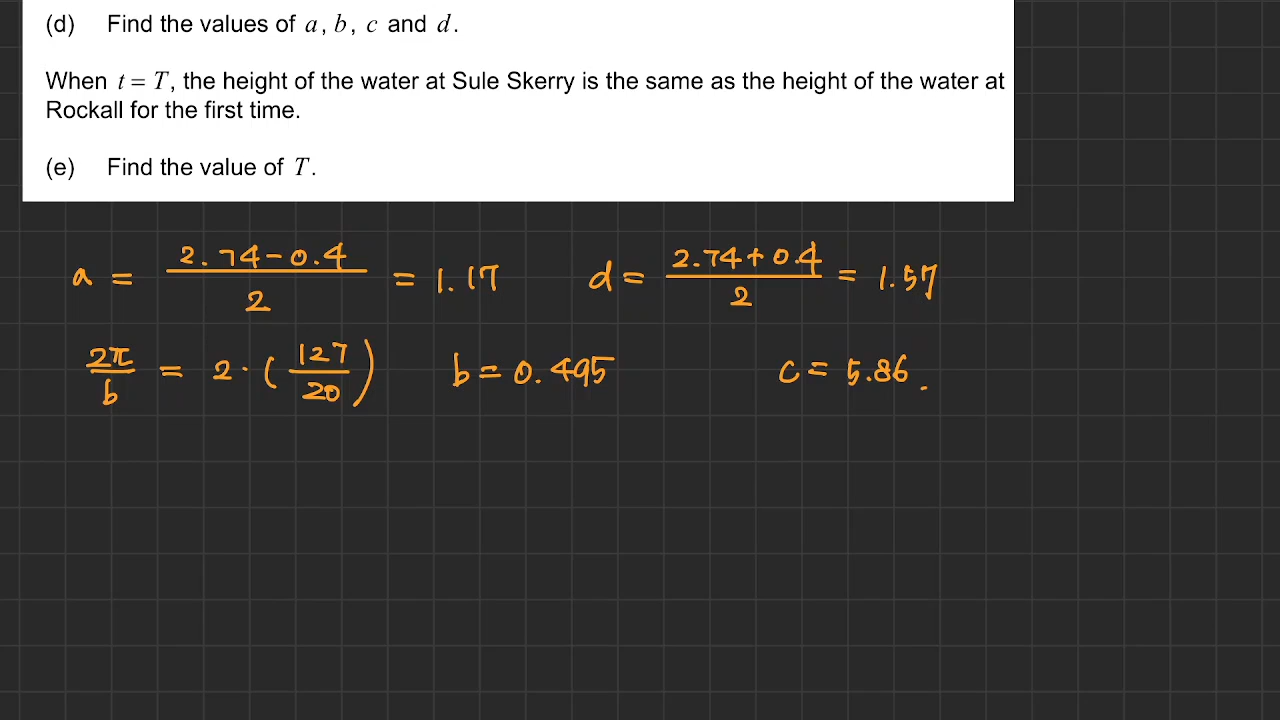 (d) Find the values of a, b, c and d.
When t = T, the height of the water at Sule Skerry is the same as the height of the water at
Rockall for the first time.
(e) Find the value of T.
a = (2.74 - 0.4)/2 = 1.17 d = (2.74 + 0.4)/2 = 1.57
2π/b = 2 · (127/20) b = 0.495 c = 5.86.